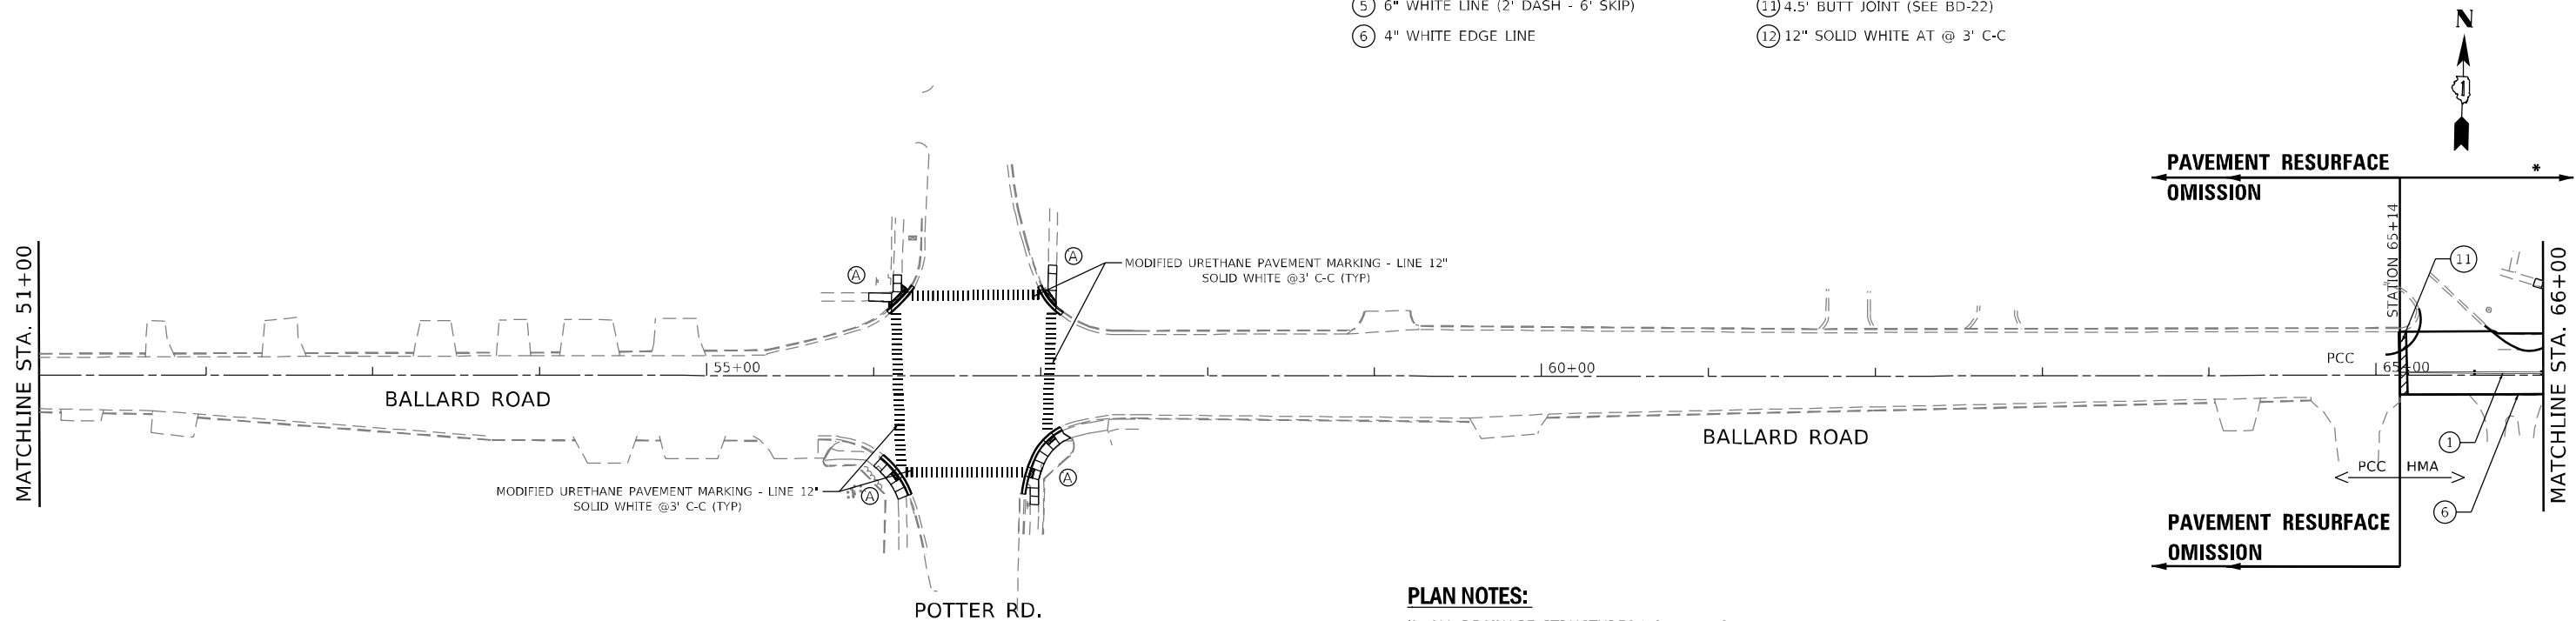 5 6" WHITE LINE (2' DASH - 6' SKIP)
11 4.5' BUTT JOINT (SEE BD-22)
6 4" WHITE EDGE LINE
12 12" SOLID WHITE AT @ 3' C-C
N
1
PAVEMENT RESURFACE
*
OMISSION
STATION 65+14
MATCHLINE STA. 51+00
MATCHLINE STA. 66+00
A
A
MODIFIED URETHANE PAVEMENT MARKING - LINE 12"
SOLID WHITE @3' C-C (TYP)
11
55+00
60+00
PCC
65+00
BALLARD ROAD
BALLARD ROAD
1
PCC HMA
A
A
MODIFIED URETHANE PAVEMENT MARKING - LINE 12"
SOLID WHITE @3' C-C (TYP)
6
PAVEMENT RESURFACE
OMISSION
PLAN NOTES:
POTTER RD.